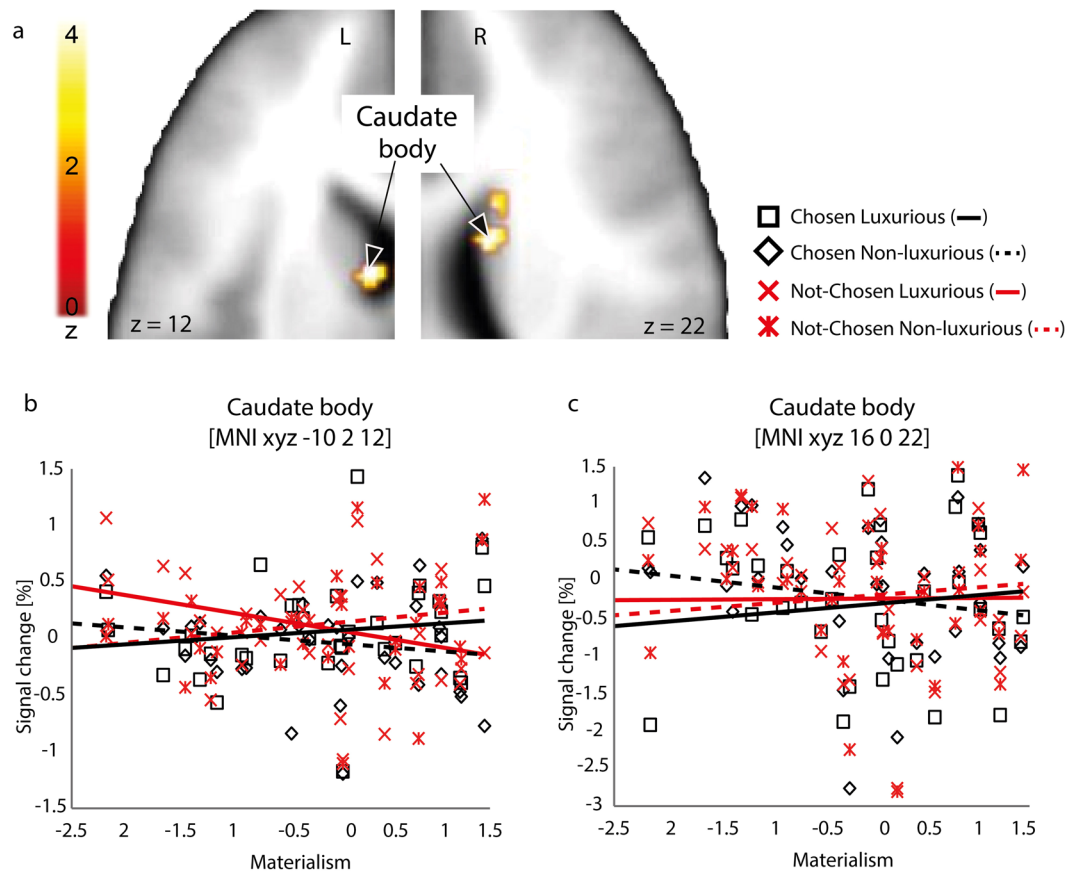 a
4
2
0
z
L
R
Caudate
body
z = 12
z = 22
Chosen Luxurious (—)
Chosen Non-luxurious (---)
Not-Chosen Luxurious (—)
Not-Chosen Non-luxurious (---)
b
Caudate body
[MNI xyz -10 2 12]
Signal change [%]
1.5
1
0.5
0
-0.5
-1
-1.5
-2.5
2
1
-0.5
0
0.5
1
1.5
Materialism
c
Caudate body
[MNI xyz 16 0 22]
Signal change [%]
1.5
1
0.5
0
-0.5
-1
-1.5
-2
-2.5
-3
-2.5
2
1
-0.5
0
0.5
1
1.5
Materialism